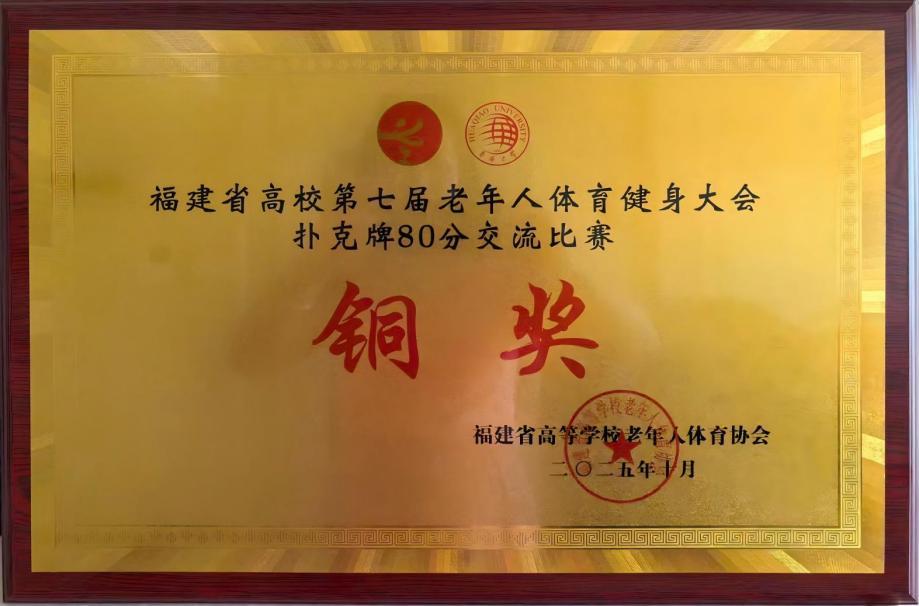 HUAQIAO UNIVERSITY
福建省高校第七届老年人体育健身大会
扑克牌80分交流比赛
铜奖
福建省高等学校老年人体育协会
二〇二五年十月